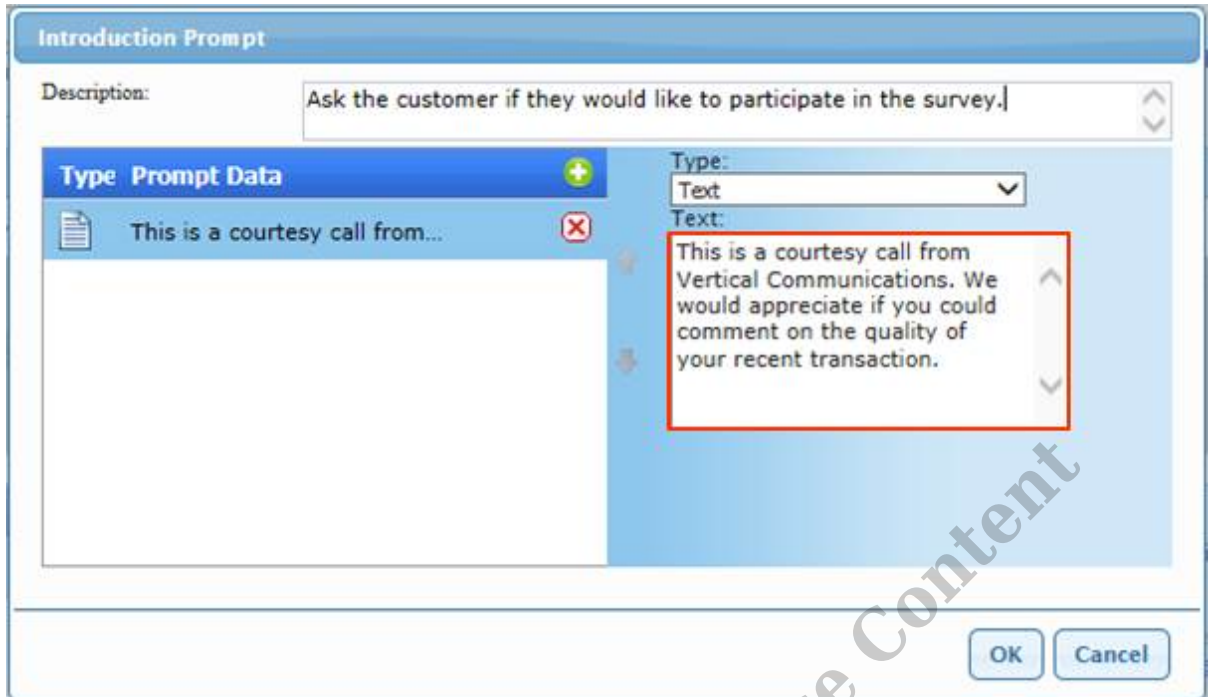 Introduction Prompt
Description:
Ask the customer if they would like to participate in the survey.
Type Prompt Data
This is a courtesy call from...
Type:
Text
Text:
This is a courtesy call from
Vertical Communications. We
would appreciate if you could
comment on the quality of
your recent transaction.
Content
OK Cancel